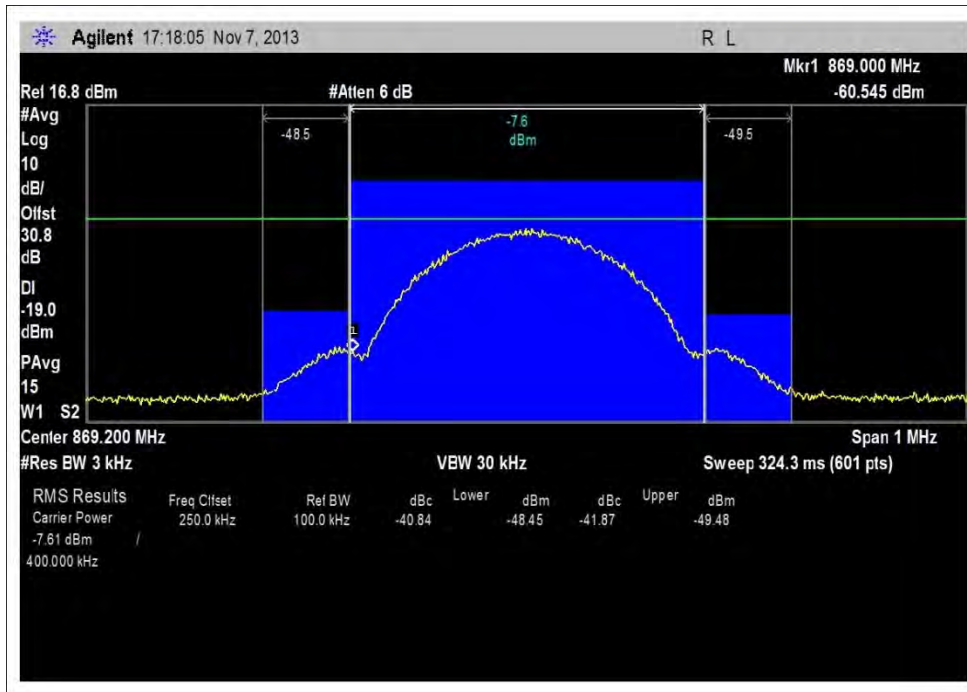 Agilent 17:18:05 Nov 7, 2013 R L
Mkr1 869.000 MHz
Ref 16.8 dBm #Atten 6 dB -60.545 dBm
#Avg
Log
10
dB/
Offst
30.8
dB
DI
-19.0
dBm
PAvg
15
W1 S2
-48.5 -7.6 -49.5
dBm
1
Center 869.200 MHz Span 1 MHz
#Res BW 3 kHz VBW 30 kHz Sweep 324.3 ms (601 pts)
RMS Results Freq Offset Ref BW dBc Lower dBm dBc Upper dBm
Carrier Power 250.0 kHz 100.0 kHz -40.84 -48.45 -41.87 -49.48
-7.61 dBm /
400.000 kHz